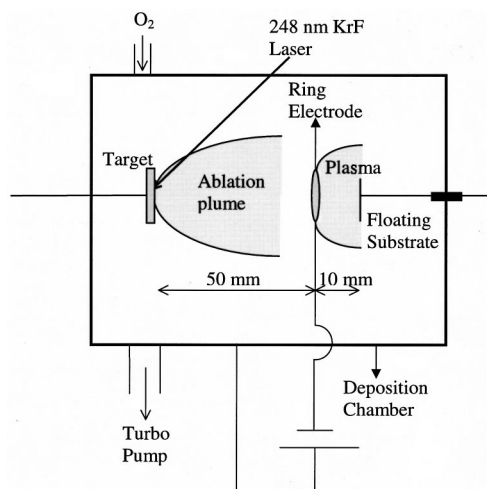 O₂
248 nm KrF
Laser
Ring
Electrode
Target
Plasma
Ablation
plume
Floating
Substrate
50 mm
10 mm
Deposition
Chamber
Turbo
Pump